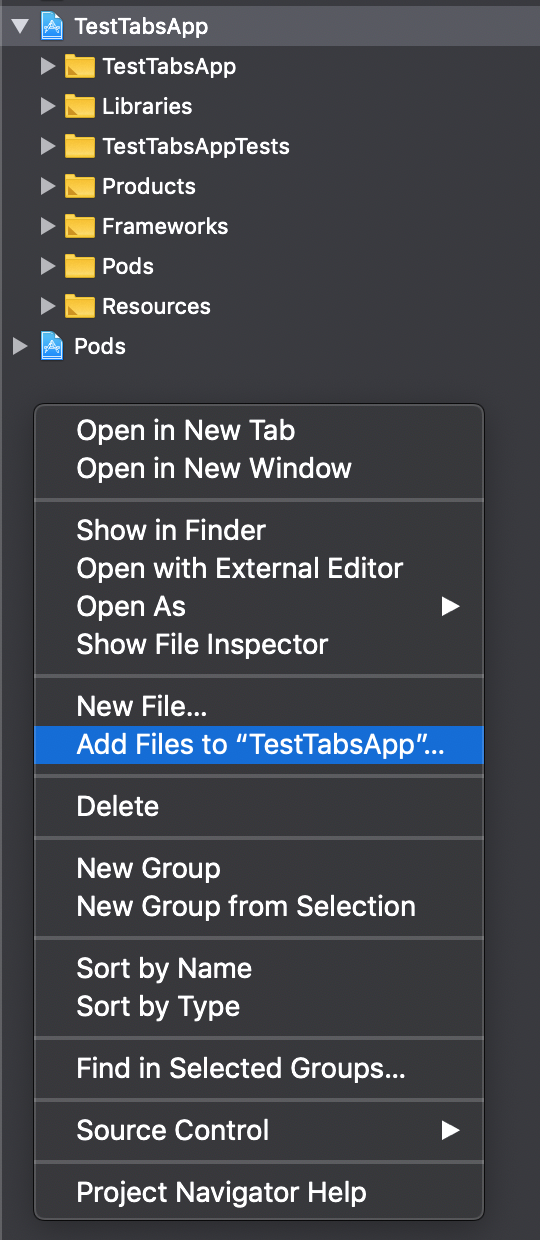 TestTabsApp
TestTabsApp
Libraries
TestTabsAppTests
Products
Frameworks
Pods
Resources
Pods
Open in New Tab
Open in New Window
Show in Finder
Open with External Editor
Open As
Show File Inspector
New File...
Add Files to “TestTabsApp”...
Delete
New Group
New Group from Selection
Sort by Name
Sort by Type
Find in Selected Groups...
Source Control
Project Navigator Help